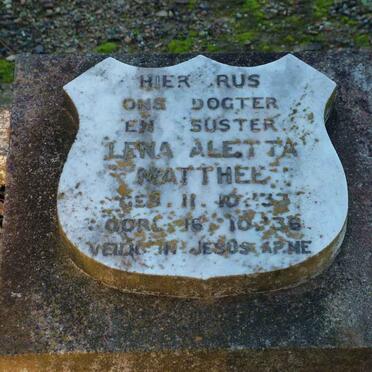 HIER RUS
ONS DOGTER
EN SUSTER
LENA ALETTA
MATTHEE
GEB. 11. 10.
OORL. 16. 10. 38
VEILIG IN JESUS ARME